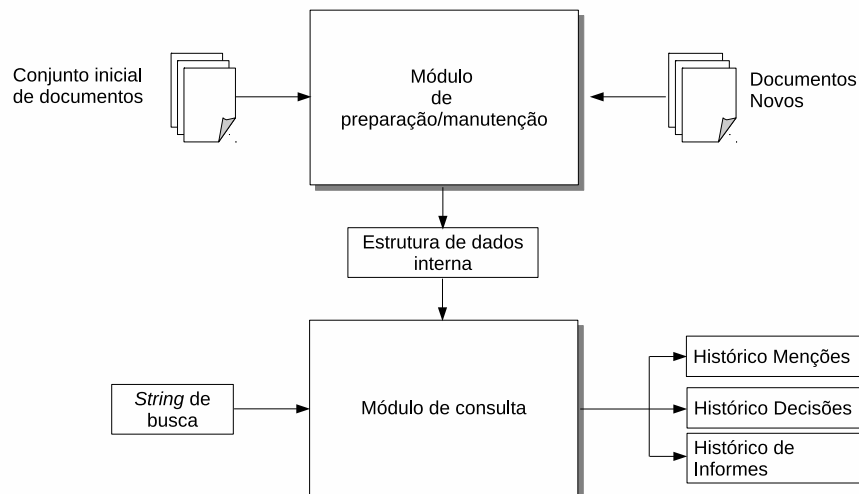 Conjunto inicial
de documentos
Módulo
de
preparação/manutenção
Documentos
Novos
Estrutura de dados
interna
String de
busca
Módulo de consulta
Histórico Menções
Histórico Decisões
Histórico de
Informes